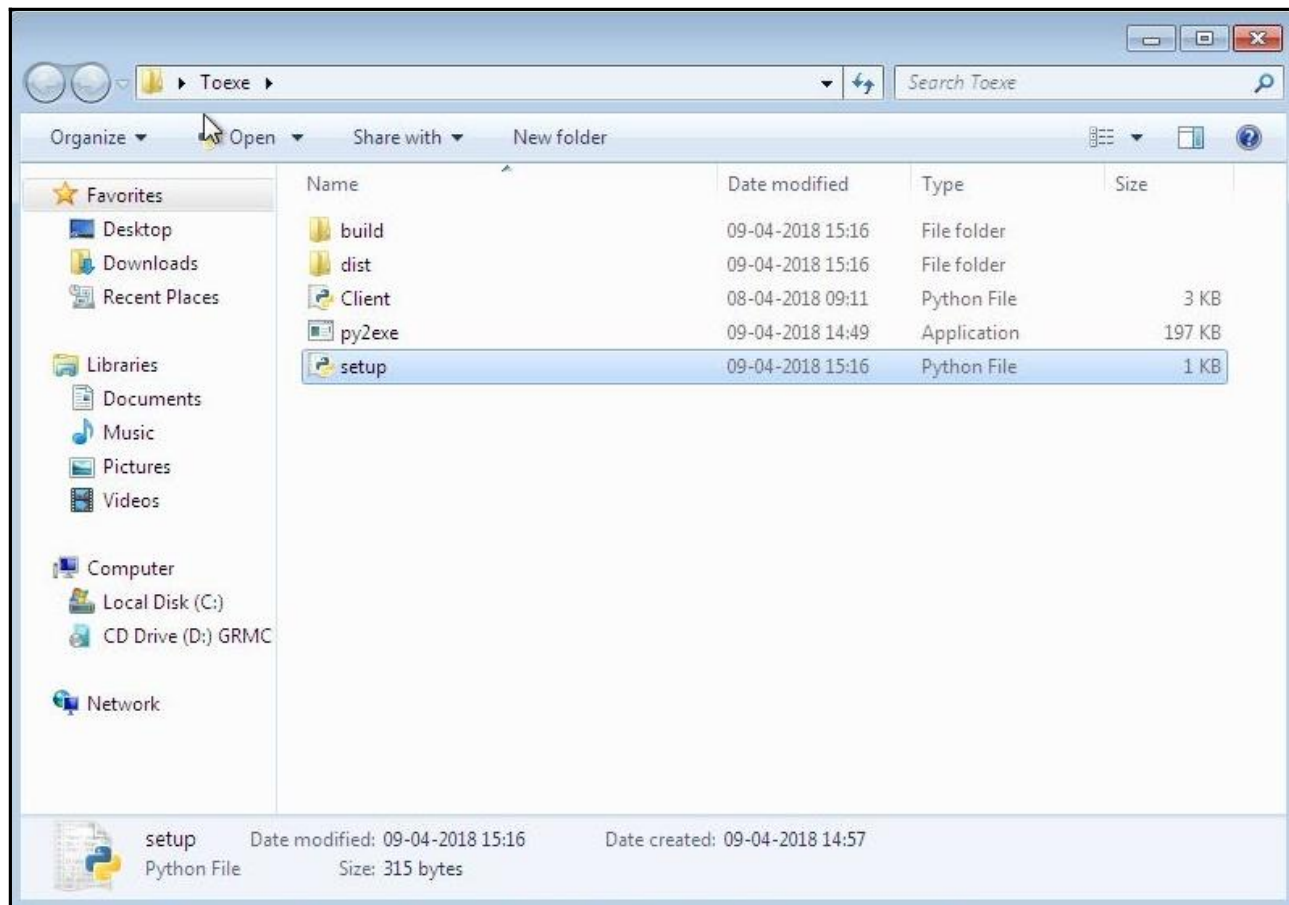 Toexe
Search Toexe
Organize Open Share with New folder
Name Date modified Type Size
Favorites
Desktop
Downloads
Recent Places
Libraries
Documents
Music
Pictures
Videos
Computer
Local Disk (C:)
CD Drive (D:) GRMC
Network
build 09-04-2018 15:16 File folder
dist 09-04-2018 15:16 File folder
Client 08-04-2018 09:11 Python File 3 KB
py2exe 09-04-2018 14:49 Application 197 KB
setup 09-04-2018 15:16 Python File 1 KB
setup Date modified: 09-04-2018 15:16 Date created: 09-04-2018 14:57
Python File Size: 315 bytes